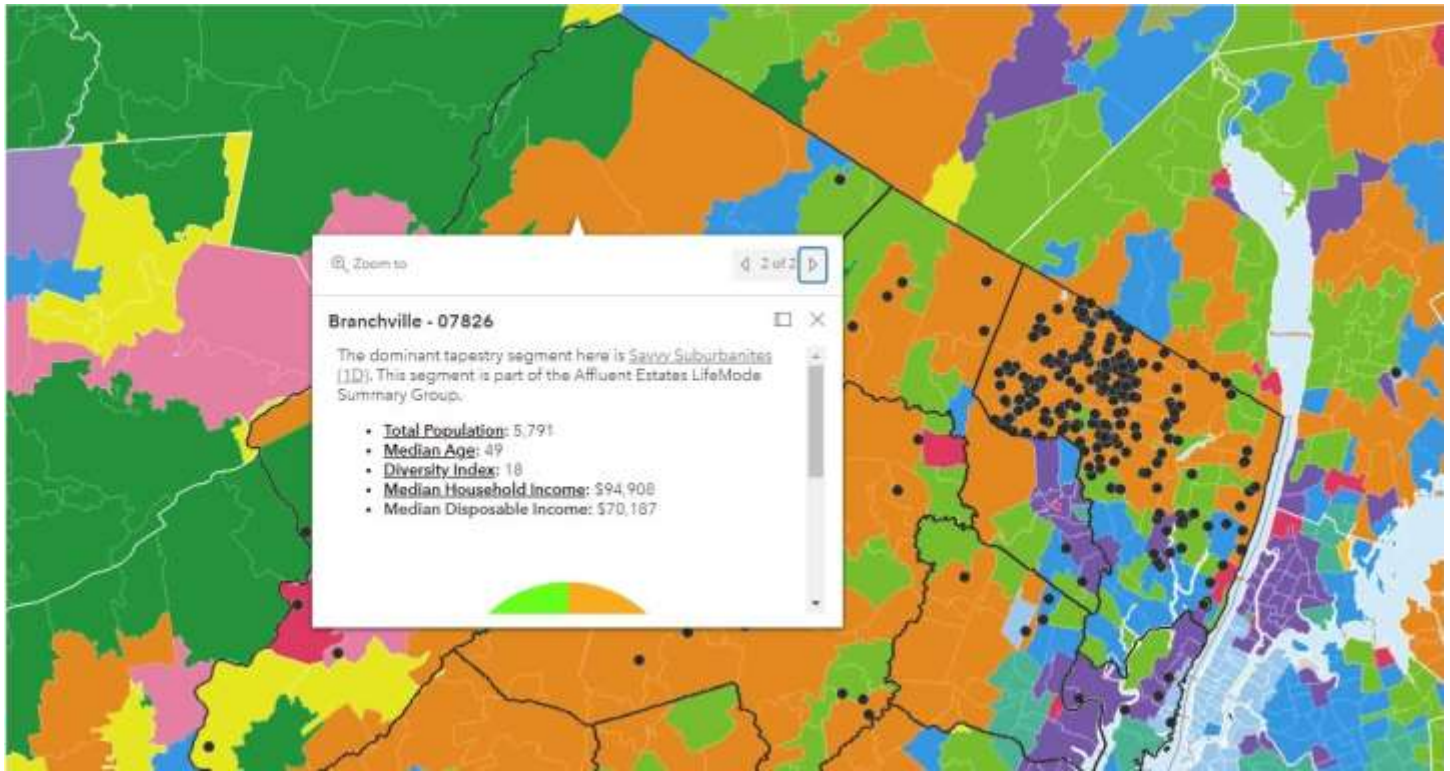 Zoom to
2 of 2
Branchville - 07826
The dominant tapestry segment here is Savvy Suburbanites
(1D). This segment is part of the Affluent Estates LifeMode
Summary Group.
• Total Population: 5,791
• Median Age: 49
• Diversity Index: 18
• Median Household Income: $94,908
• Median Disposable Income: $70,187